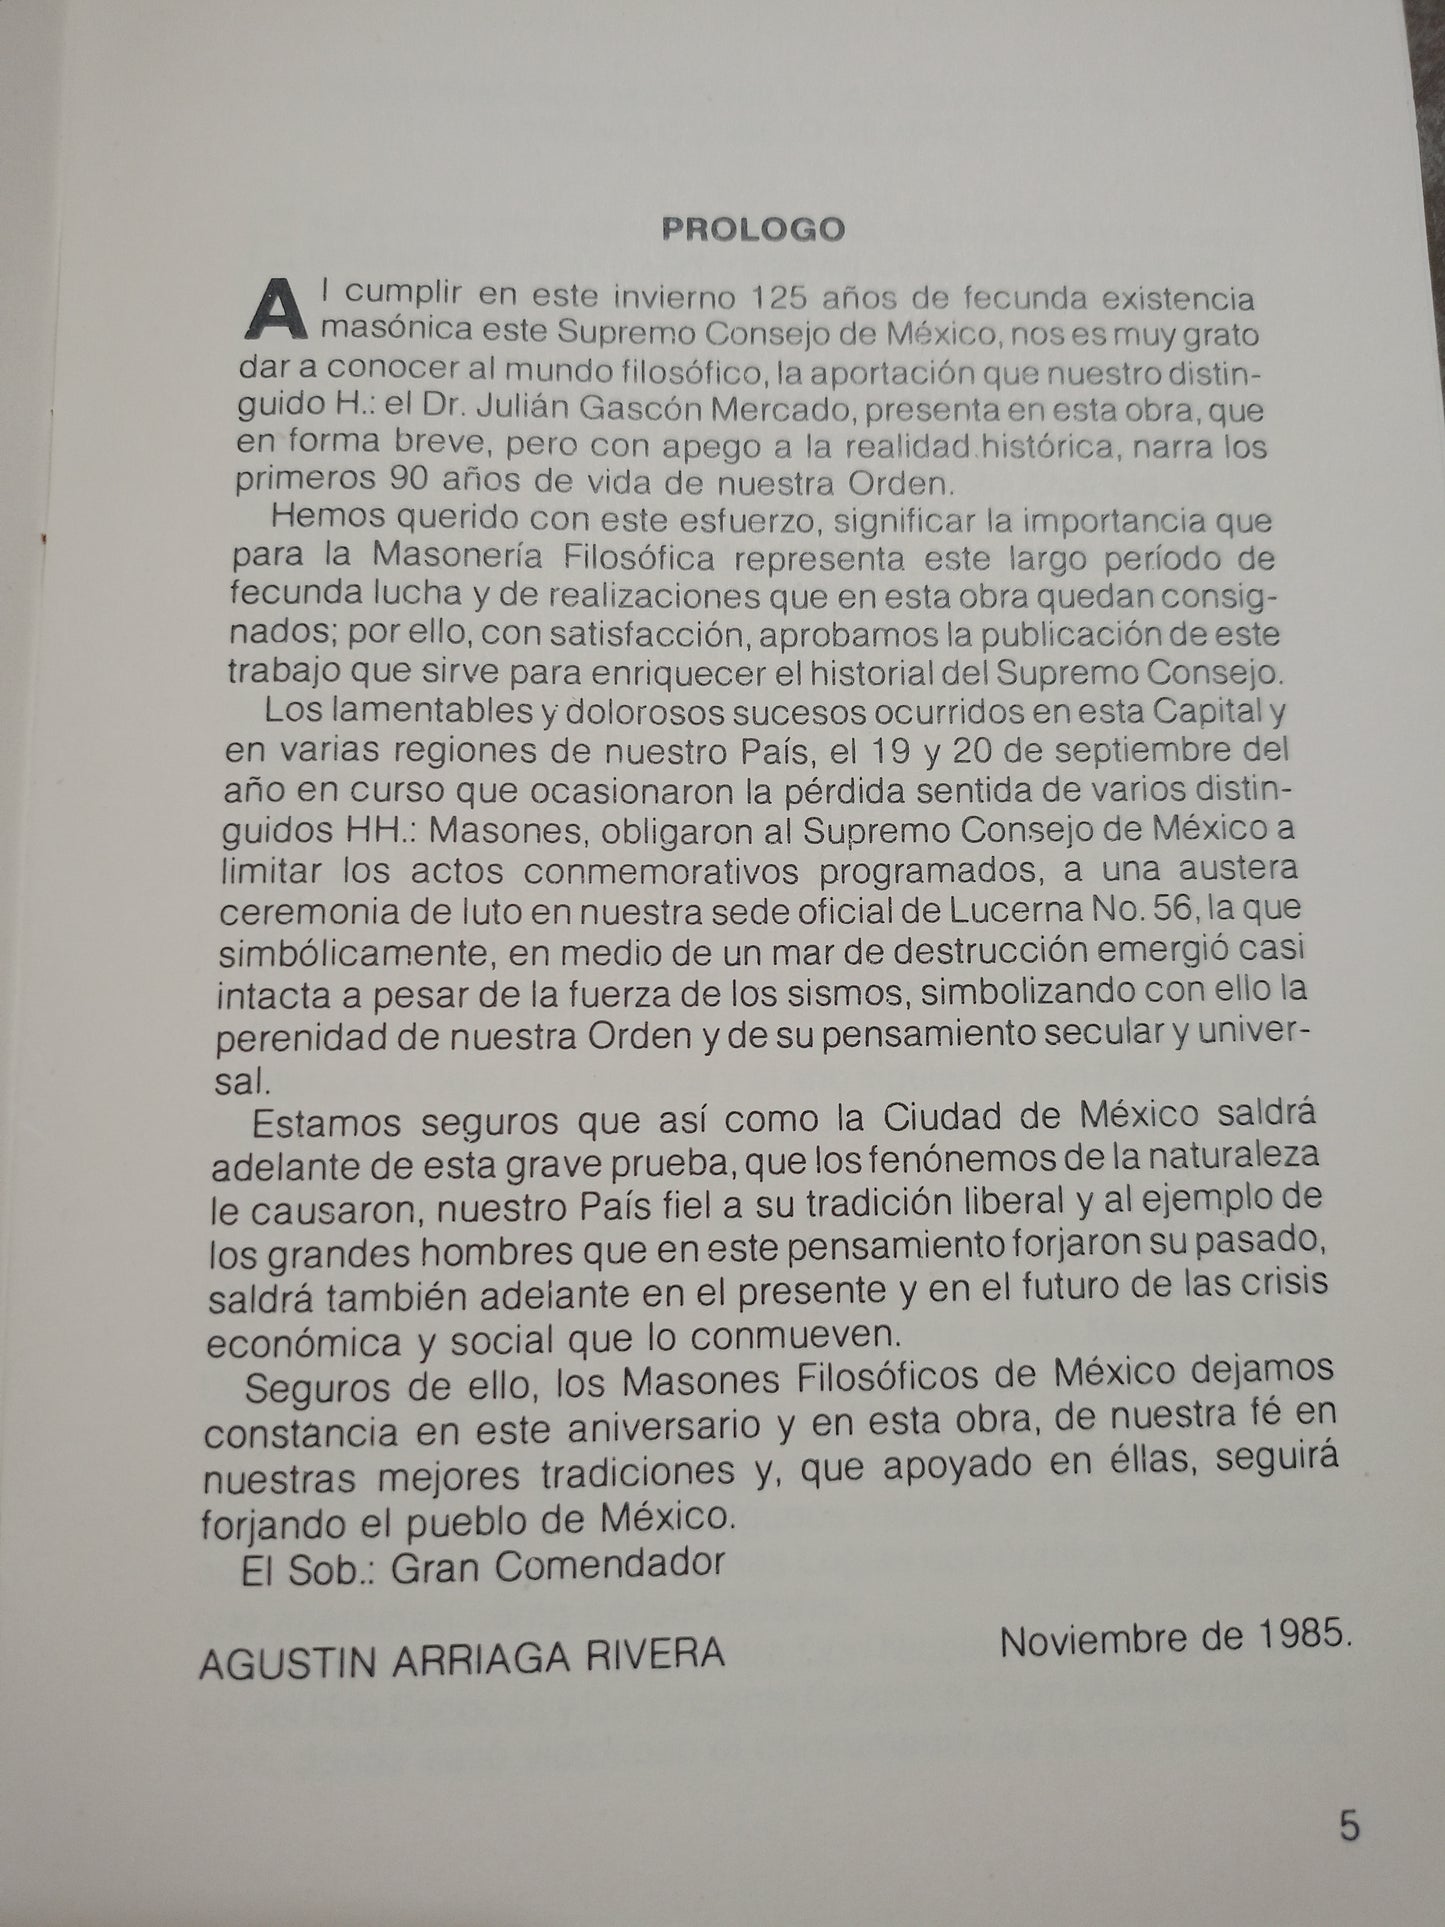 PROLOGO
Al cumplir en este invierno 125 años de fecunda existencia
masónica este Supremo Consejo de México, nos es muy grato
dar a conocer al mundo filosófico, la aportación que nuestro distin-
guido H.: el Dr. Julián Gascón Mercado, presenta en esta obra, que
en forma breve, pero con apego a la realidad histórica, narra los
primeros 90 años de vida de nuestra Orden.
Hemos querido con este esfuerzo, significar la importancia que
para la Masonería Filosófica representa este largo período de
fecunda lucha y de realizaciones que en esta obra quedan consig-
nados; por ello, con satisfacción, aprobamos la publicación de este
trabajo que sirve para enriquecer el historial del Supremo Consejo.
Los lamentables y dolorosos sucesos ocurridos en esta Capital y
en varias regiones de nuestro País, el 19 y 20 de septiembre del
año en curso que ocasionaron la pérdida sentida de varios distin-
guidos HH.: Masones, obligaron al Supremo Consejo de México a
limitar los actos conmemorativos programados, a una austera
ceremonia de luto en nuestra sede oficial de Lucerna No. 56, la que
simbólicamente, en medio de un mar de destrucción emergió casi
intacta a pesar de la fuerza de los sismos, simbolizando con ello la
perenidad de nuestra Orden y de su pensamiento secular y univer-
sal.
Estamos seguros que así como la Ciudad de México saldrá
adelante de esta grave prueba, que los fenónemos de la naturaleza
le causaron, nuestro País fiel a su tradición liberal y al ejemplo de
los grandes hombres que en este pensamiento forjaron su pasado,
saldrá también adelante en el presente y en el futuro de las crisis
económica y social que lo conmueven.
Seguros de ello, los Masones Filosóficos de México dejamos
constancia en este aniversario y en esta obra, de nuestra fé en
nuestras mejores tradiciones y, que apoyado en éllas, seguirá
forjando el pueblo de México.
El Sob.: Gran Comendador
AGUSTIN ARRIAGA RIVERA Noviembre de 1985.
5